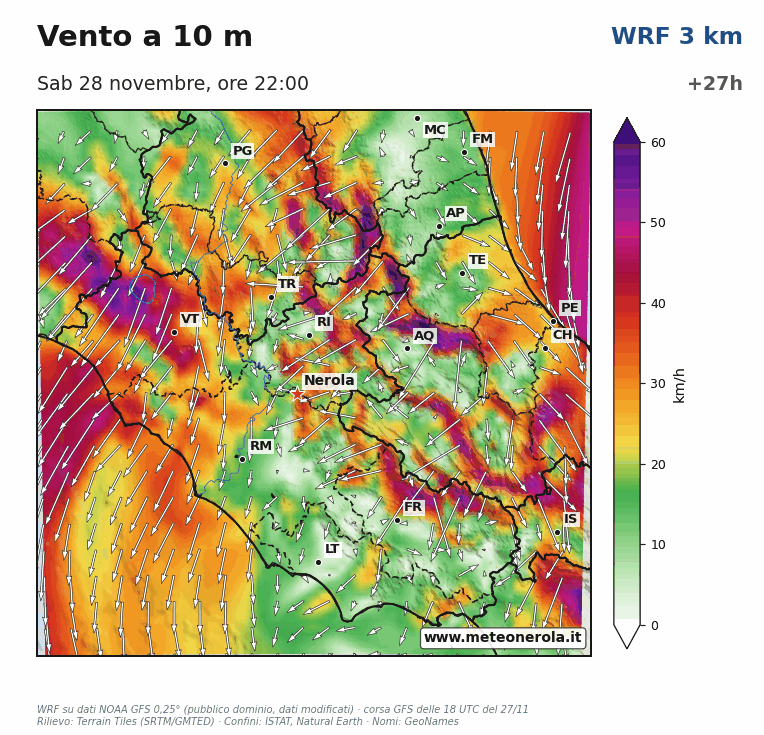 Vento a 10 m
WRF 3 km
Sab 28 novembre, ore 22:00
+27h
MC
FM
PG
AP
TE
TR
PE
VT
RI
AQ
CH
Nerola
RM
FR
IS
LT
www.meteonerola.it
60
50
40
30
20
10
0
km/h
WRF su dati NOAA GFS 0,25° (pubblico dominio, dati modificati) · corsa GFS delle 18 UTC del 27/11
Rilievo: Terrain Tiles (SRTM/GMTED) · Confini: ISTAT, Natural Earth · Nomi: GeoNames